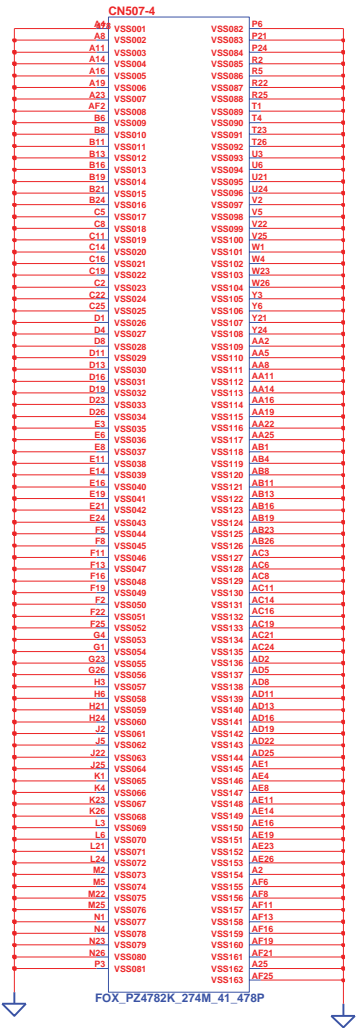 CN507-4
VSS001 VSS082 P6
A8 VSS002 VSS083 P21
A11 VSS003 VSS084 P24
A14 VSS004 VSS085 R2
A16 VSS005 VSS086 R5
A19 VSS006 VSS087 R22
A23 VSS007 VSS088 R25
AF2 VSS008 VSS089 T1
B6 VSS009 VSS090 T4
B8 VSS010 VSS091 T23
B11 VSS011 VSS092 T26
B13 VSS012 VSS093 U3
B16 VSS013 VSS094 U6
B19 VSS014 VSS095 U21
B21 VSS015 VSS096 U24
B24 VSS016 VSS097 V2
C5 VSS017 VSS098 V5
C8 VSS018 VSS099 V22
C11 VSS019 VSS100 V25
C14 VSS020 VSS101 W1
C16 VSS021 VSS102 W4
C19 VSS022 VSS103 W23
C2 VSS023 VSS104 W26
C22 VSS024 VSS105 Y3
C25 VSS025 VSS106 Y6
D1 VSS026 VSS107 Y21
D4 VSS027 VSS108 Y24
D8 VSS028 VSS109 AA2
D11 VSS029 VSS110 AA5
D13 VSS030 VSS111 AA8
D16 VSS031 VSS112 AA11
D19 VSS032 VSS113 AA14
D23 VSS033 VSS114 AA16
D26 VSS034 VSS115 AA19
E3 VSS035 VSS116 AA22
E6 VSS036 VSS117 AA25
E8 VSS037 VSS118 AB1
E11 VSS038 VSS119 AB4
E14 VSS039 VSS120 AB8
E16 VSS040 VSS121 AB11
E19 VSS041 VSS122 AB13
E21 VSS042 VSS123 AB16
E24 VSS043 VSS124 AB19
F5 VSS044 VSS125 AB23
F8 VSS045 VSS126 AB26
F11 VSS046 VSS127 AC3
F13 VSS047 VSS128 AC6
F16 VSS048 VSS129 AC8
F19 VSS049 VSS130 AC11
F2 VSS050 VSS131 AC14
F22 VSS051 VSS132 AC16
F25 VSS052 VSS133 AC19
G4 VSS053 VSS134 AC21
G1 VSS054 VSS135 AC24
G23 VSS055 VSS136 AD2
G26 VSS056 VSS137 AD5
H3 VSS057 VSS138 AD8
H6 VSS058 VSS139 AD11
H21 VSS059 VSS140 AD13
H24 VSS060 VSS141 AD16
J2 VSS061 VSS142 AD19
J5 VSS062 VSS143 AD22
J22 VSS063 VSS144 AD25
J25 VSS064 VSS145 AE1
K1 VSS065 VSS146 AE4
K4 VSS066 VSS147 AE8
K23 VSS067 VSS148 AE11
K26 VSS068 VSS149 AE14
L3 VSS069 VSS150 AE16
L6 VSS070 VSS151 AE19
L21 VSS071 VSS152 AE23
L24 VSS072 VSS153 AE26
M2 VSS073 VSS154 A2
M5 VSS074 VSS155 AF6
M22 VSS075 VSS156 AF8
M25 VSS076 VSS157 AF11
N1 VSS077 VSS158 AF13
N4 VSS078 VSS159 AF16
N23 VSS079 VSS160 AF19
N26 VSS080 VSS161 AF21
P3 VSS081 VSS162 A25
VSS163 AF25
FOX_PZ4782K_274M_41_478P